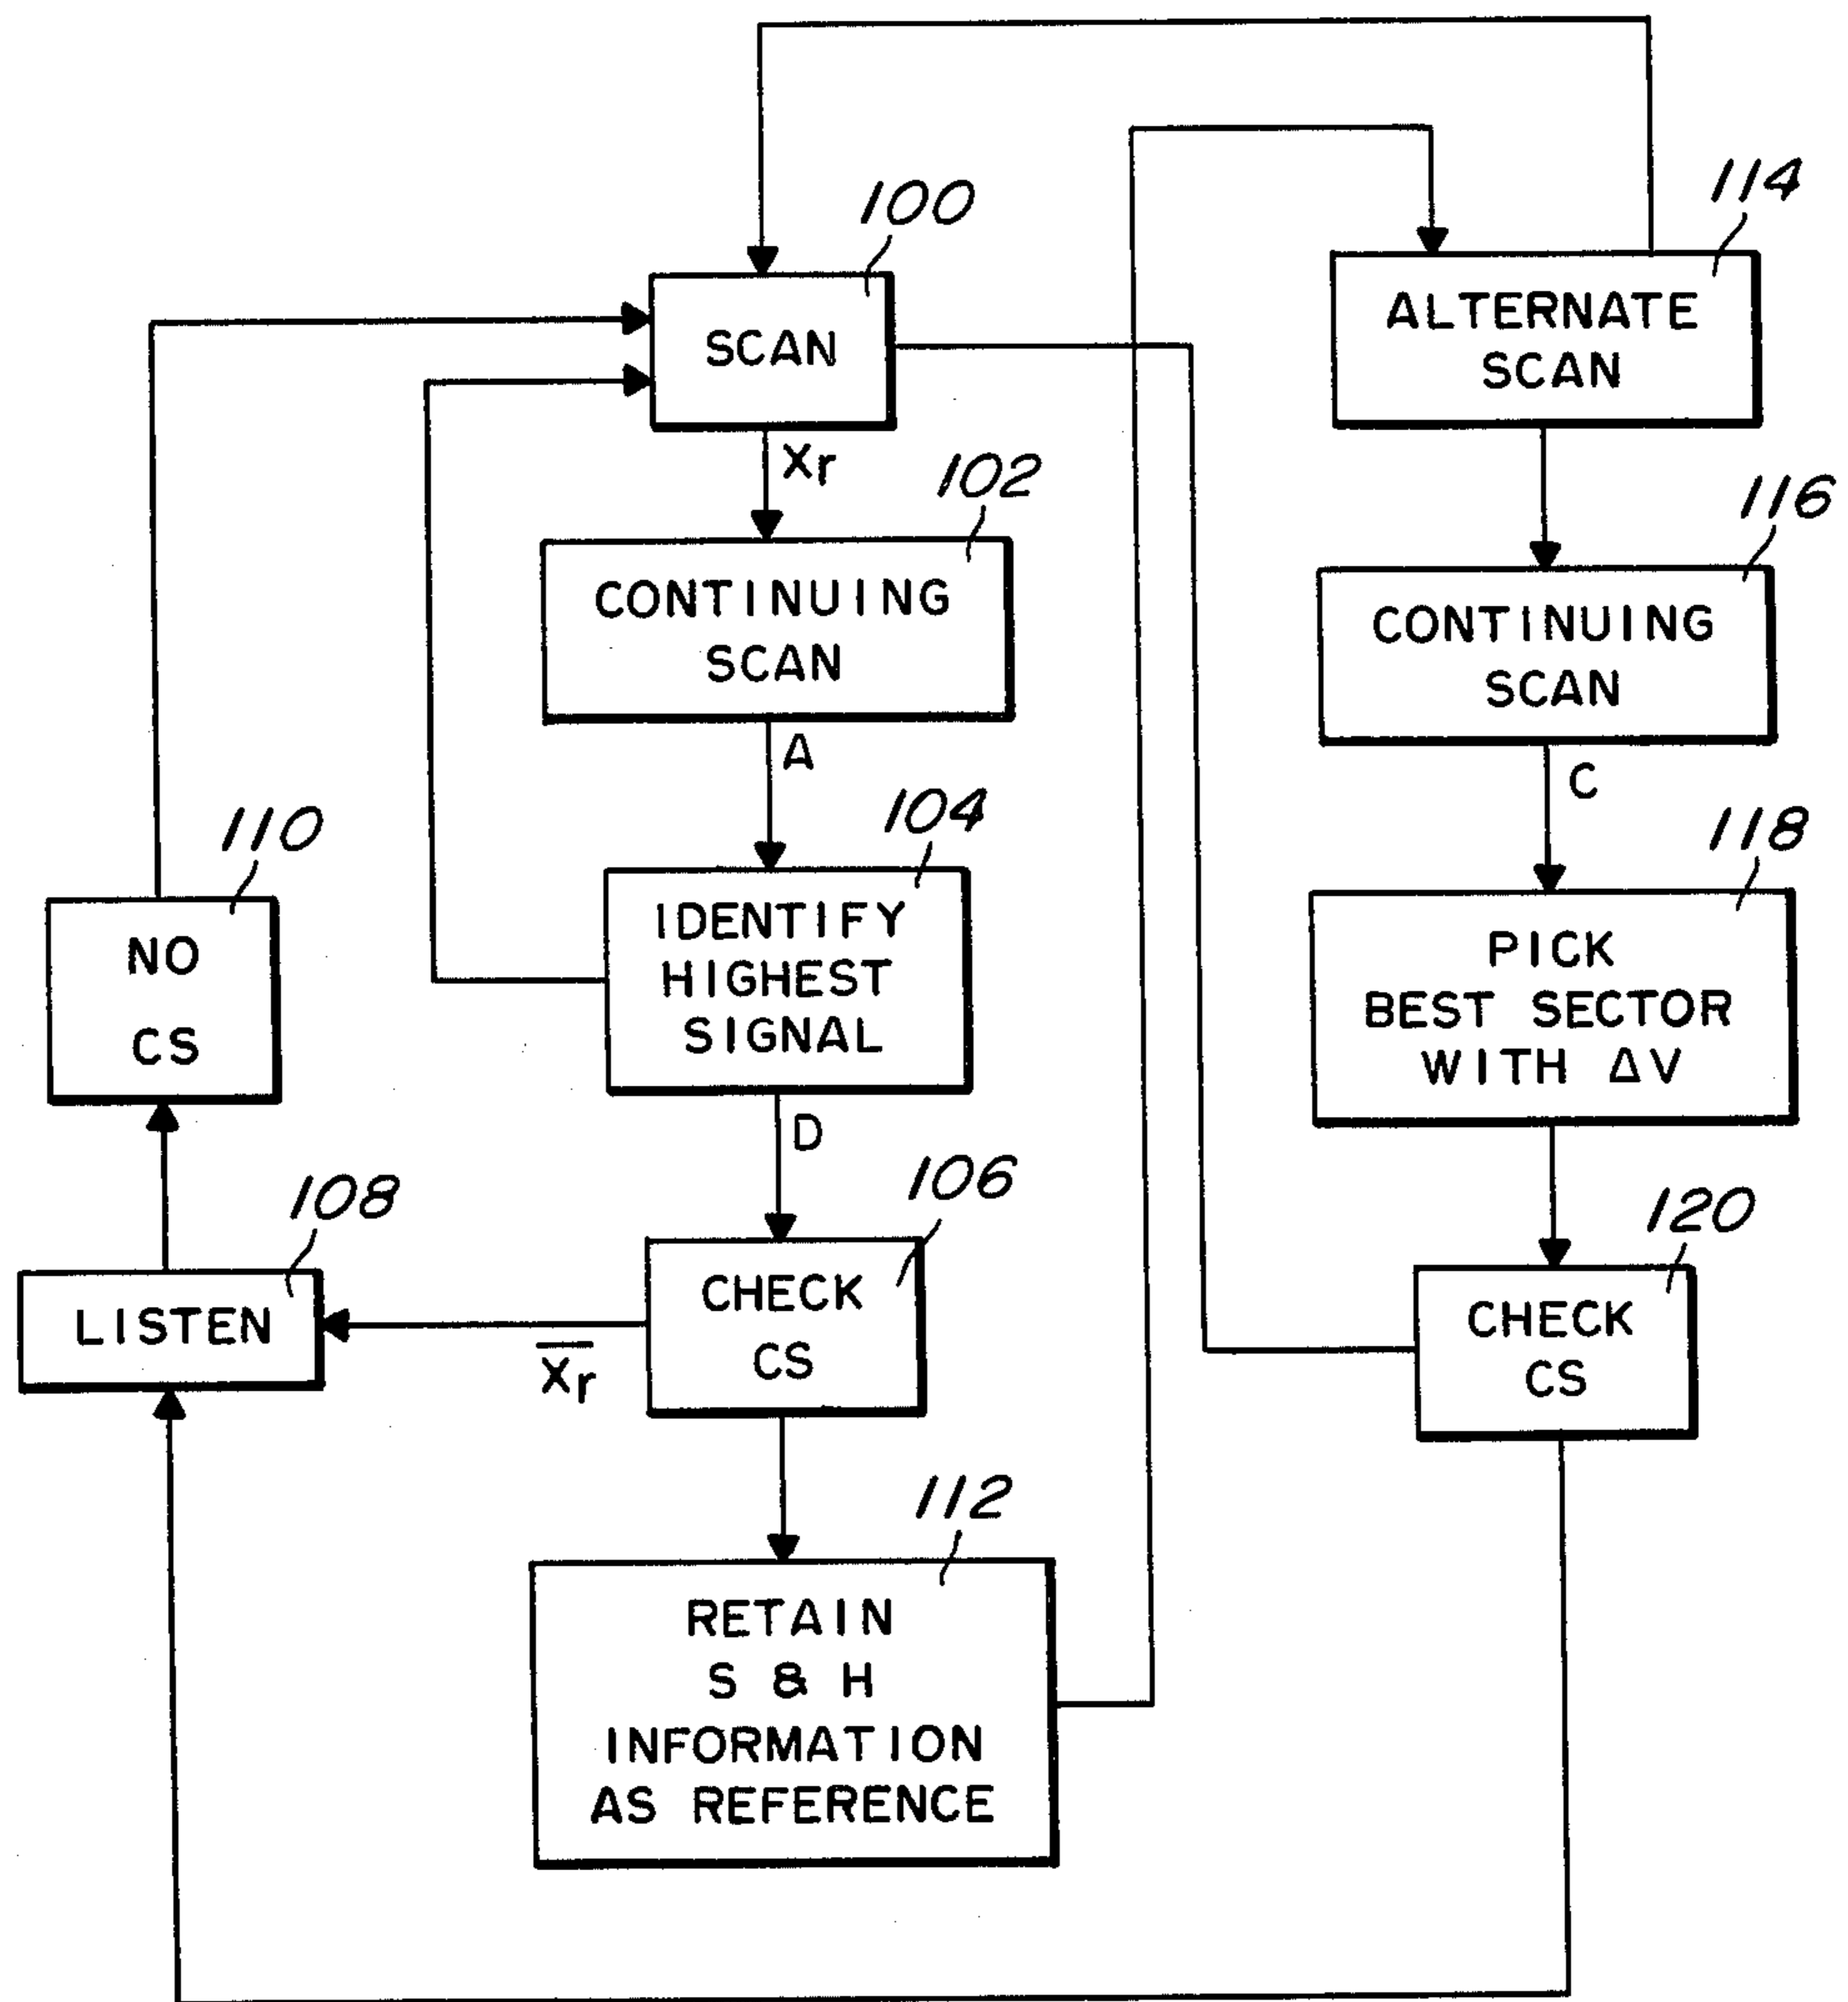 100
SCAN
Xr
102
CONTINUING
SCAN
A
104
IDENTIFY
HIGHEST
SIGNAL
D
106
CHECK
CS
X̅r̅
108
LISTEN
110
NO
CS
112
RETAIN
S & H
INFORMATION
AS REFERENCE
114
ALTERNATE
SCAN
116
CONTINUING
SCAN
C
118
PICK
BEST SECTOR
WITH ΔV
120
CHECK
CS